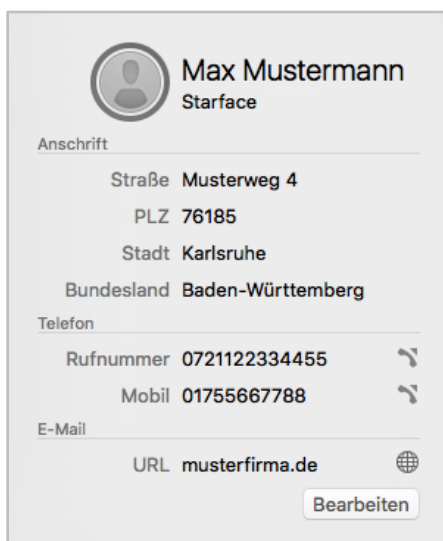 Max Mustermann
Starface
Anschrift
Straße Musterweg 4
PLZ 76185
Stadt Karlsruhe
Bundesland Baden-Württemberg
Telefon
Rufnummer 0721122334455
Mobil 01755667788
E-Mail
URL musterfirma.de
Bearbeiten